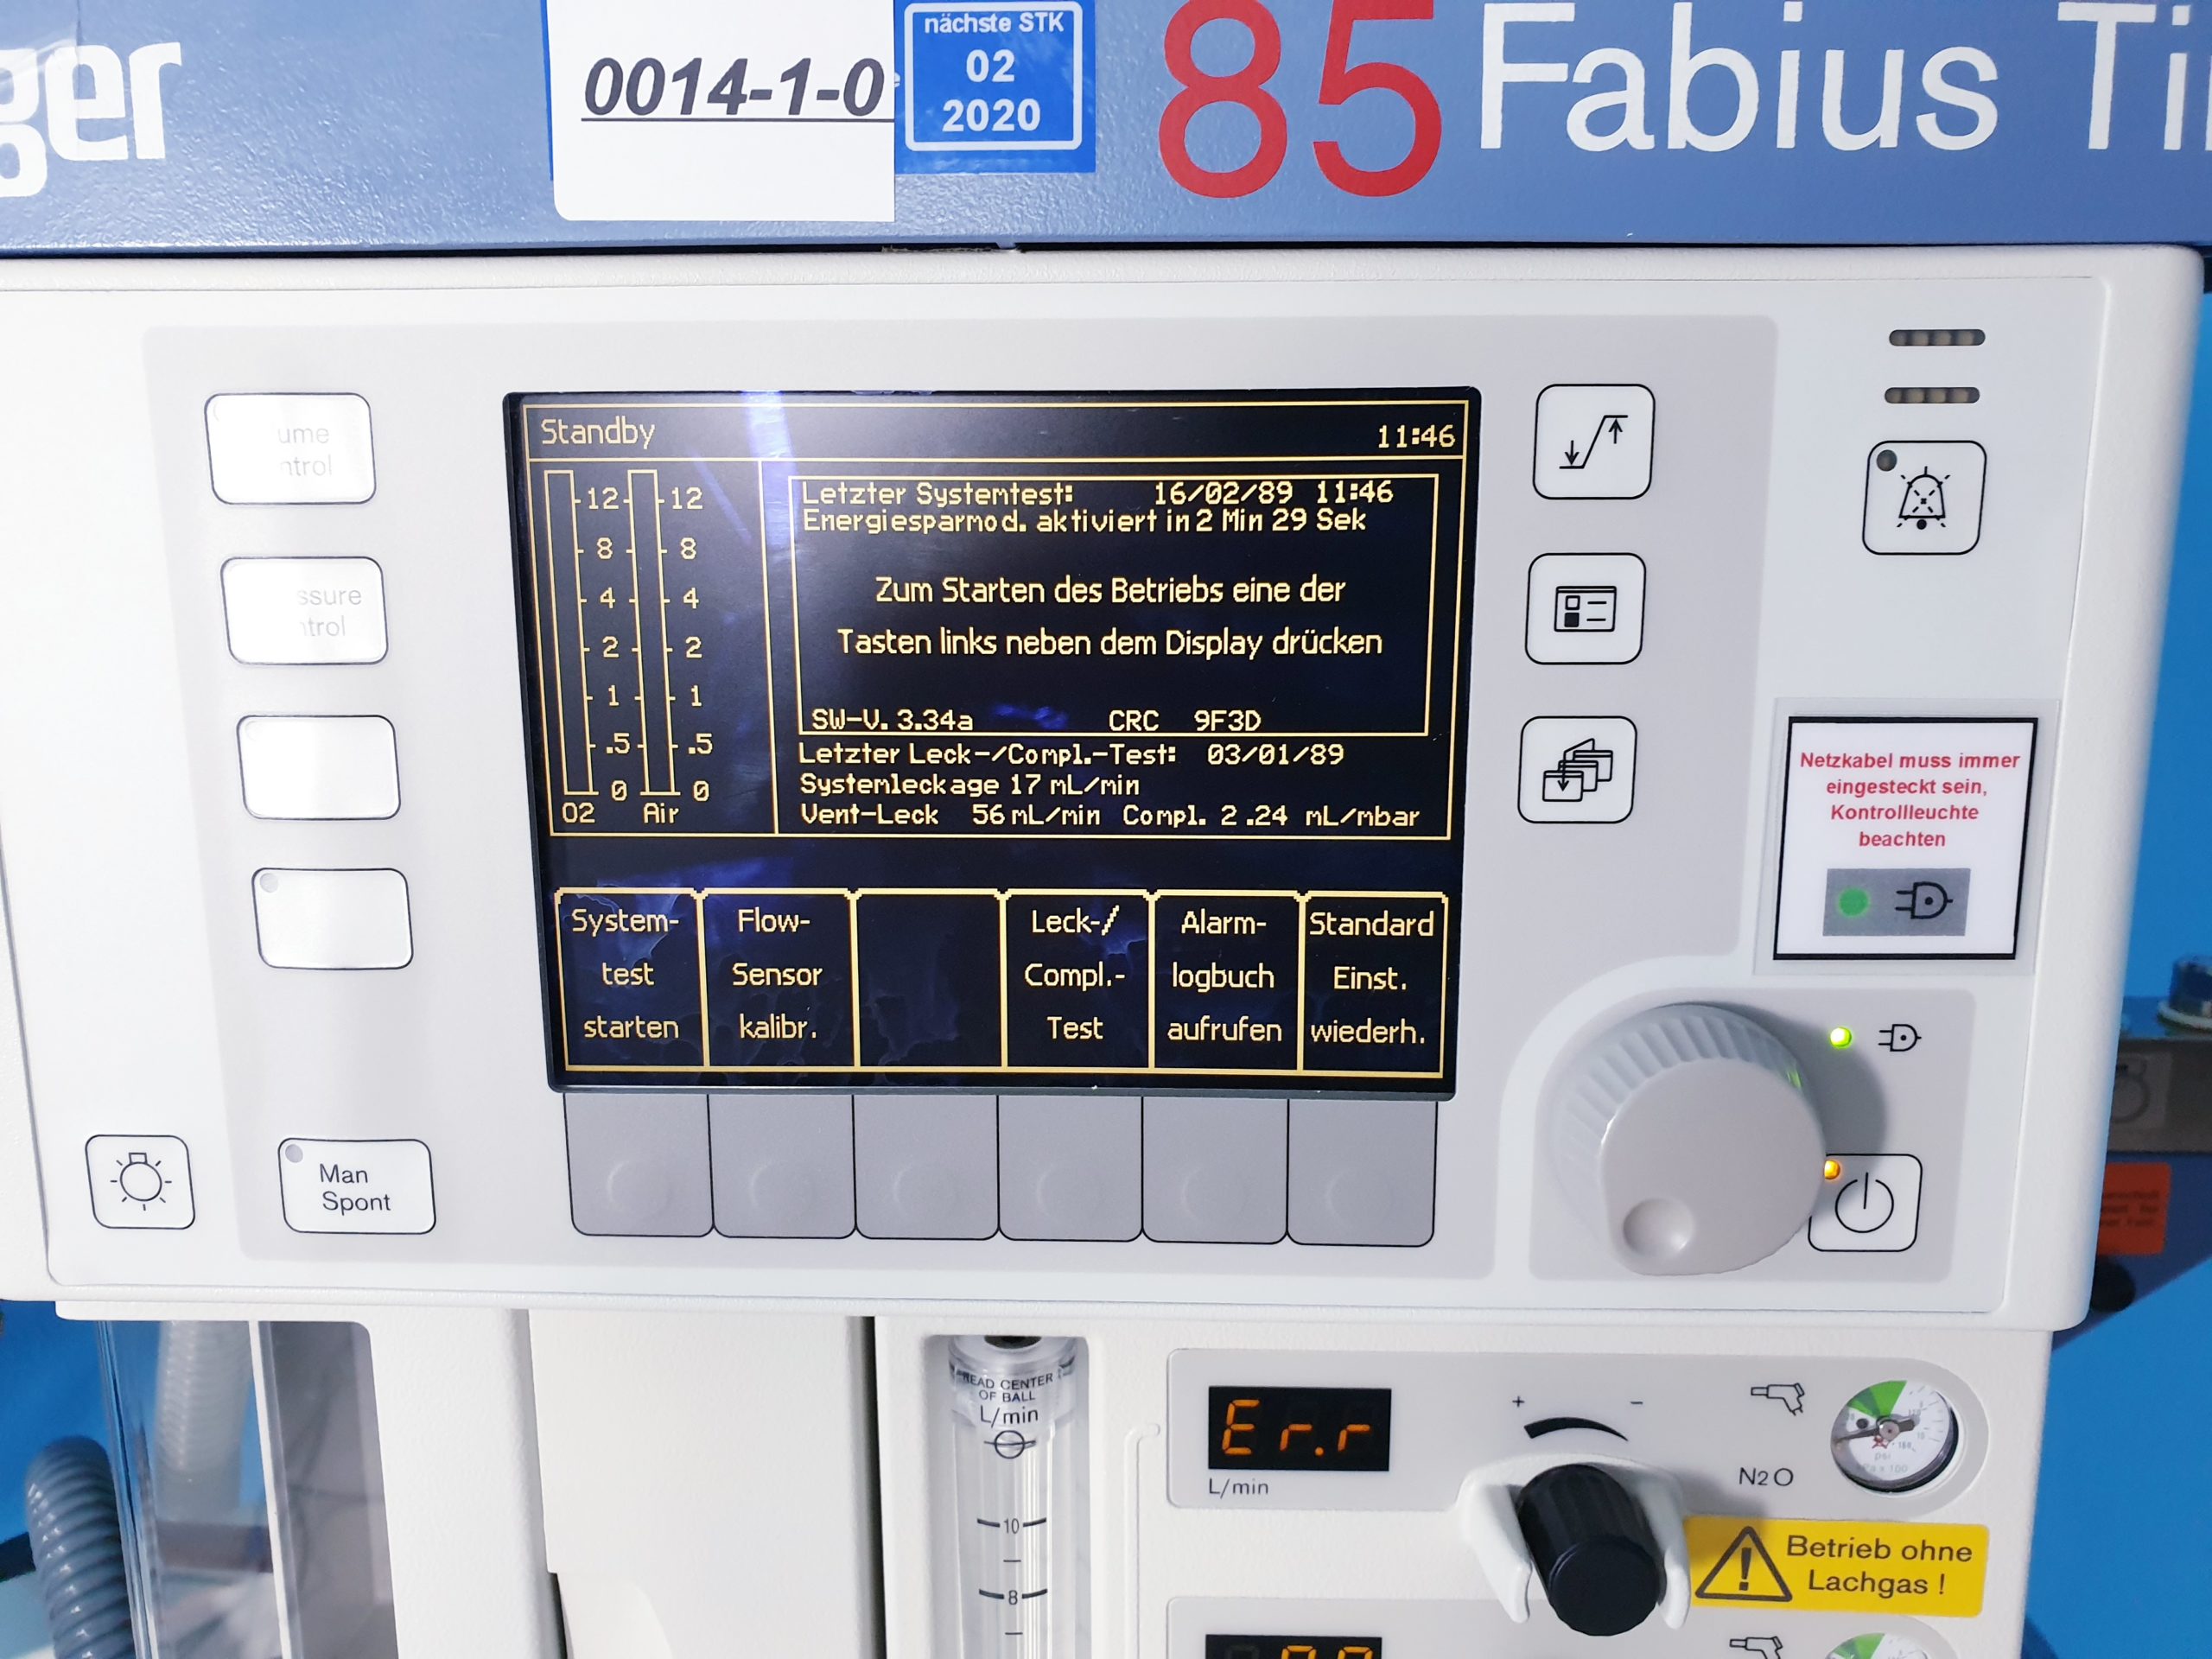 ger
0014-1-0
nächste STK
02
2020
85
Fabius Ti
Standby
11:46
12 12
8 8
4 4
2 2
1 1
.5 .5
0 0
O2 Air
Letzter Systemtest: 16/02/89 11:46
Energiesparmod. aktiviert in 2 Min 29 Sek
Zum Starten des Betriebs eine der
Tasten links neben dem Display drücken
SW-V. 3.34a CRC 9F3D
Letzter Leck-/Compl.-Test: 03/01/89
Systemleckage 17 mL/min
Vent-Leck 56 mL/min Compl. 2.24 mL/mbar
System-
test
starten
Flow-
Sensor
kalibr.
Leck-/
Compl.-
Test
Alarm-
logbuch
aufrufen
Standard
Einst.
wiederh.
ume
ntrol
ssure
ntrol
Man
Spont
Netzkabel muss immer
eingesteckt sein,
Kontrollleuchte
beachten
READ CENTER
OF BALL
L/min
10
8
Er.r
L/min
+ −
N2O
psi
Betrieb ohne
Lachgas !